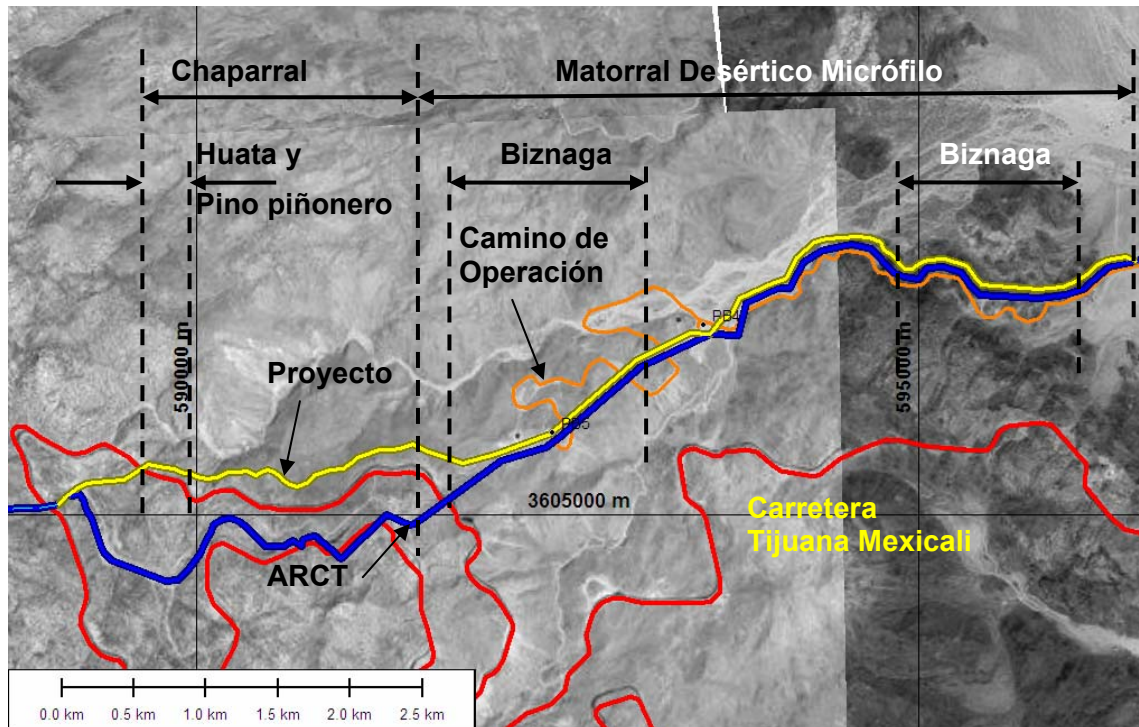 Chaparral
Matorral Desértico Micrófilo
Huata y
Pino piñonero
Biznaga
Biznaga
Camino de
Operación
PB4
590000 m
595000 m
Proyecto
PB5
3605000 m
Carretera
Tijuana Mexicali
ARCT
0.0 km 0.5 km 1.0 km 1.5 km 2.0 km 2.5 km